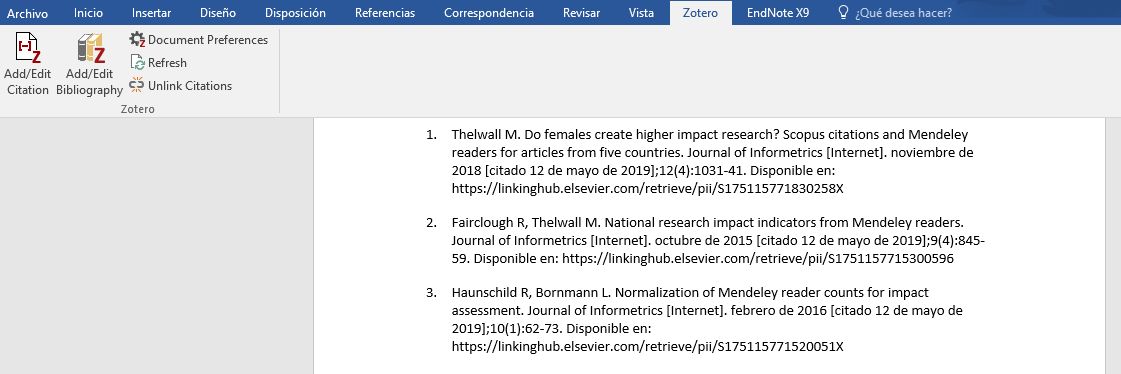 Archivo Inicio Insertar Diseño Disposición Referencias Correspondencia Revisar Vista Zotero EndNote X9 ¿Qué desea hacer?
Add/Edit Citation
Add/Edit Bibliography
Document Preferences
Refresh
Unlink Citations
Zotero
1. Thelwall M. Do females create higher impact research? Scopus citations and Mendeley
readers for articles from five countries. Journal of Informetrics [Internet]. noviembre de
2018 [citado 12 de mayo de 2019];12(4):1031-41. Disponible en:
https://linkinghub.elsevier.com/retrieve/pii/S175115771830258X
2. Fairclough R, Thelwall M. National research impact indicators from Mendeley readers.
Journal of Informetrics [Internet]. octubre de 2015 [citado 12 de mayo de 2019];9(4):845-
59. Disponible en: https://linkinghub.elsevier.com/retrieve/pii/S1751157715300596
3. Haunschild R, Bornmann L. Normalization of Mendeley reader counts for impact
assessment. Journal of Informetrics [Internet]. febrero de 2016 [citado 12 de mayo de
2019];10(1):62-73. Disponible en:
https://linkinghub.elsevier.com/retrieve/pii/S175115771520051X